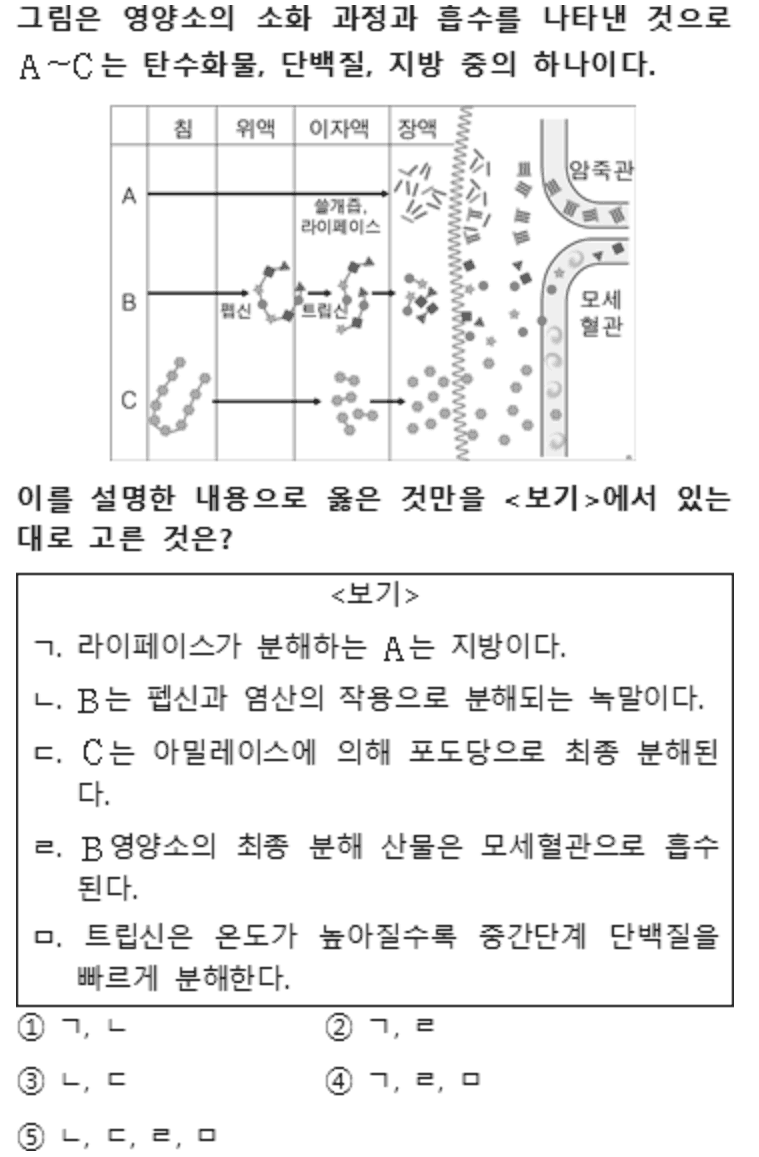 그림은 영양소의 소화 과정과 흡수를 나타낸 것으로
A~C는 탄수화물, 단백질, 지방 중의 하나이다.
침 위액 이자액 장액
암죽관
A
쓸개즙,
라이페이스
B
펩신 트립신
모세
혈관
C
이를 설명한 내용으로 옳은 것만을 <보기>에서 있는
대로 고른 것은?
<보기>
ㄱ. 라이페이스가 분해하는 A는 지방이다.
ㄴ. B는 펩신과 염산의 작용으로 분해되는 녹말이다.
ㄷ. C는 아밀레이스에 의해 포도당으로 최종 분해된
다.
ㄹ. B영양소의 최종 분해 산물은 모세혈관으로 흡수
된다.
ㅁ. 트립신은 온도가 높아질수록 중간단계 단백질을
빠르게 분해한다.
① ㄱ, ㄴ ② ㄱ, ㄹ
③ ㄴ, ㄷ ④ ㄱ, ㄹ, ㅁ
⑤ ㄴ, ㄷ, ㄹ, ㅁ